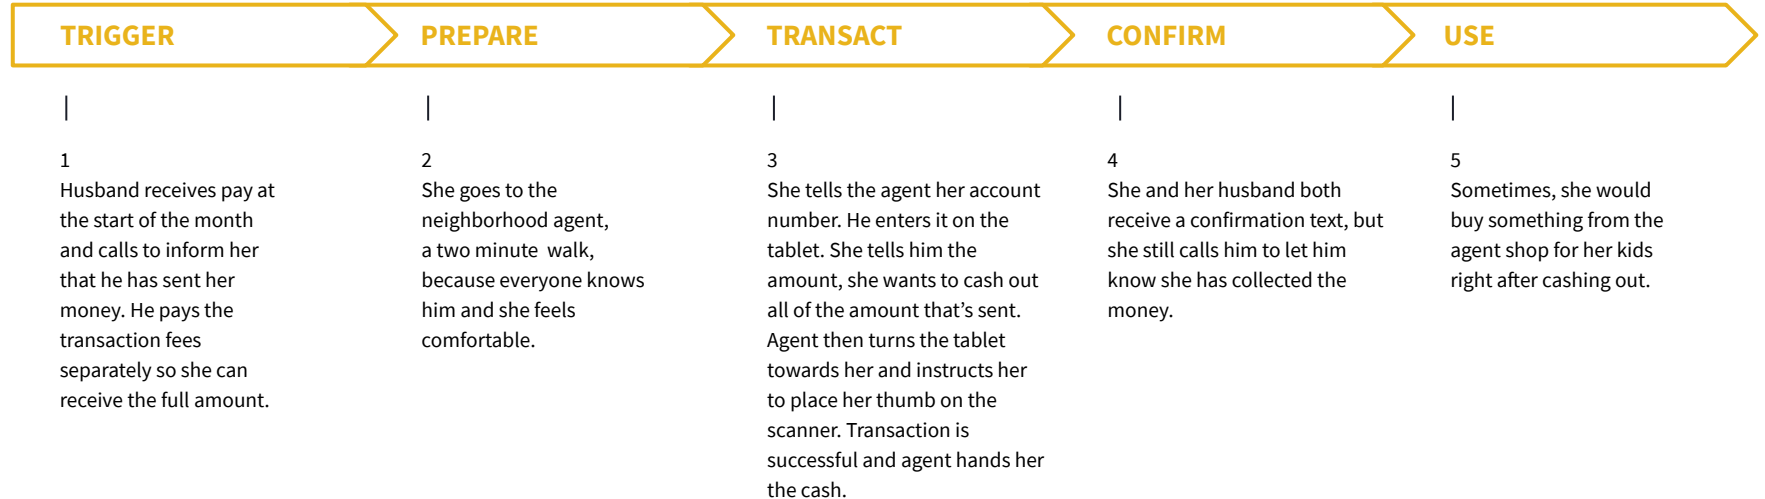 TRIGGER
PREPARE
TRANSACT
CONFIRM
USE
1
Husband receives pay at
the start of the month
and calls to inform her
that he has sent her
money. He pays the
transaction fees
separately so she can
receive the full amount.
2
She goes to the
neighborhood agent,
a two minute  walk,
because everyone knows
him and she feels
comfortable.
3
She tells the agent her account
number. He enters it on the
tablet. She tells him the
amount, she wants to cash out
all of the amount that’s sent.
Agent then turns the tablet
towards her and instructs her
to place her thumb on the
scanner. Transaction is
successful and agent hands her
the cash.
4
She and her husband both
receive a confirmation text, but
she still calls him to let him
know she has collected the
money.
5
Sometimes, she would
buy something from the
agent shop for her kids
right after cashing out.